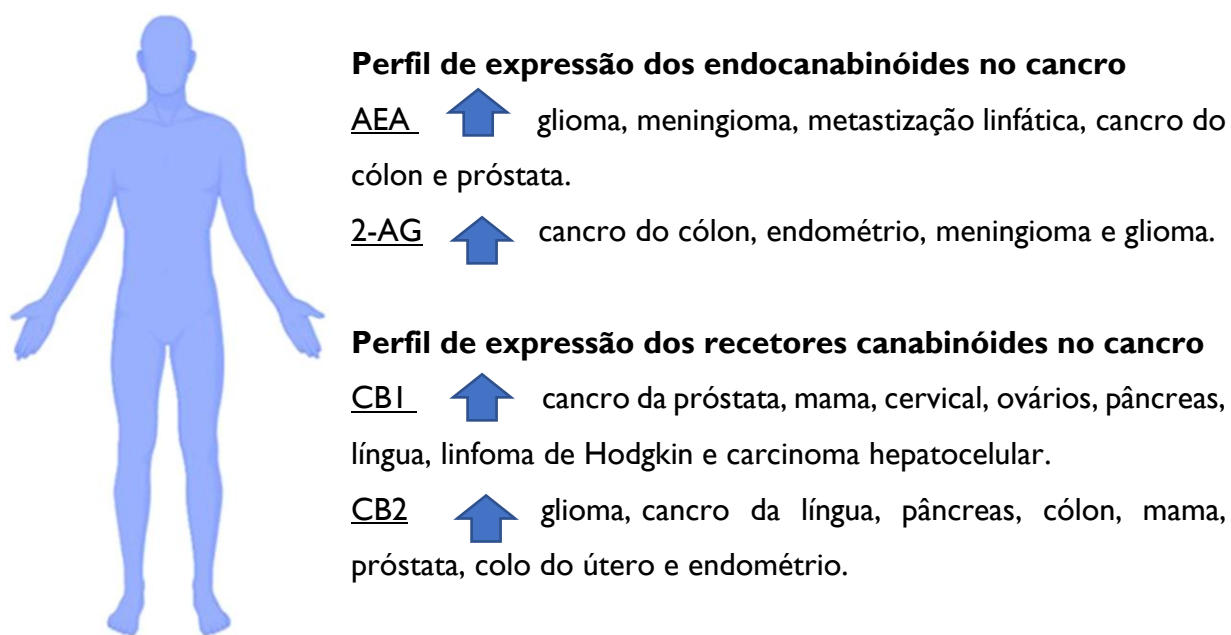 Perfil de expressão dos endocanabinóides no cancro
AEA glioma, meningioma, metastização linfática, cancro do
cólon e próstata.
2-AG cancro do cólon, endométrio, meningioma e glioma.
Perfil de expressão dos recetores canabinóides no cancro
CB1 cancro da próstata, mama, cervical, ovários, pâncreas,
língua, linfoma de Hodgkin e carcinoma hepatocelular.
CB2 glioma, cancro da língua, pâncreas, cólon, mama,
próstata, colo do útero e endométrio.